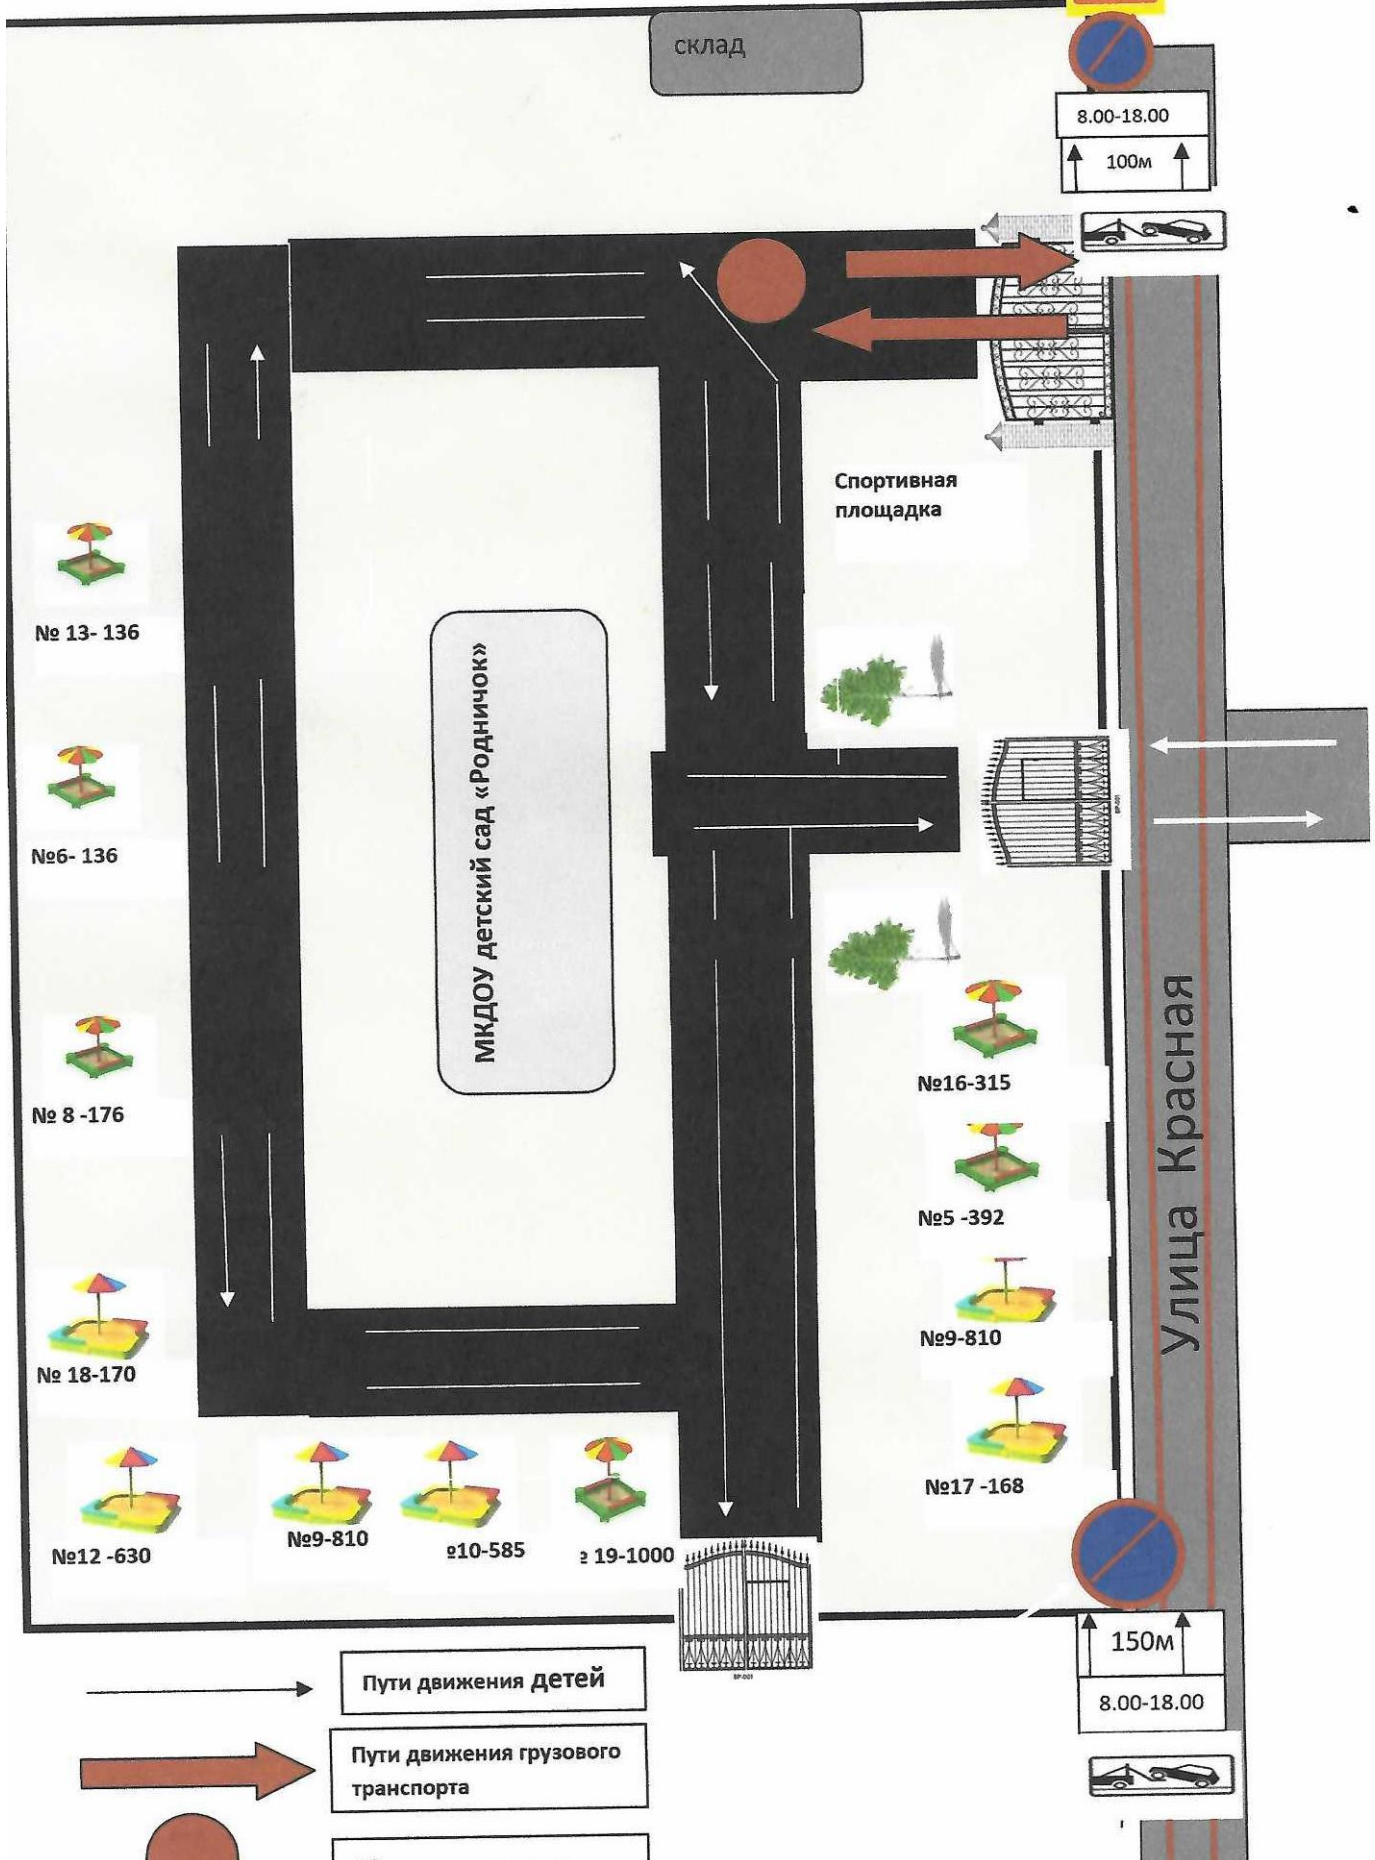 склад
8.00-18.00
100м
Спортивная
площадка
№ 13- 136
№6- 136
№ 8 -176
№ 18-170
МКДОУ детский сад «Родничок»
№16-315
№5 -392
№9-810
№17 -168
Улица Красная
№12 -630
№9-810
10-585
19-1000
150м
8.00-18.00
Пути движения детей
Пути движения грузового
транспорта